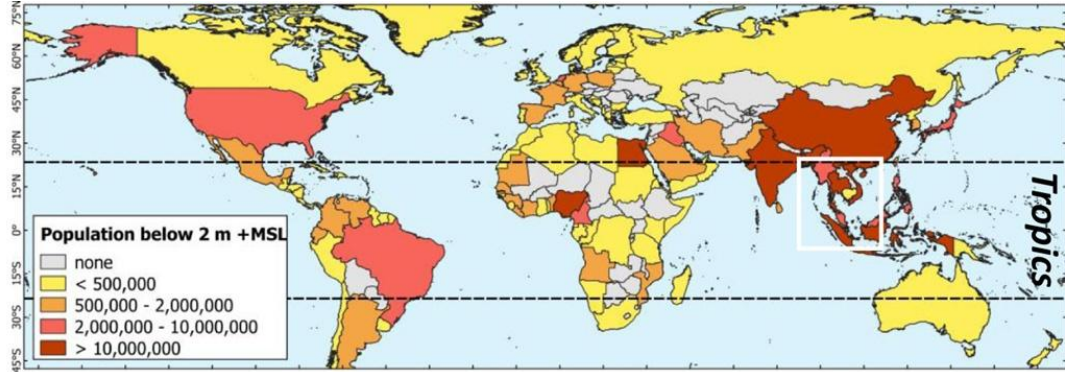 75°N
60°N
45°N
30°N
15°N
0°
15°S
30°S
45°S
Tropics
Population below 2 m +MSL
none
< 500,000
500,000 - 2,000,000
2,000,000 - 10,000,000
> 10,000,000